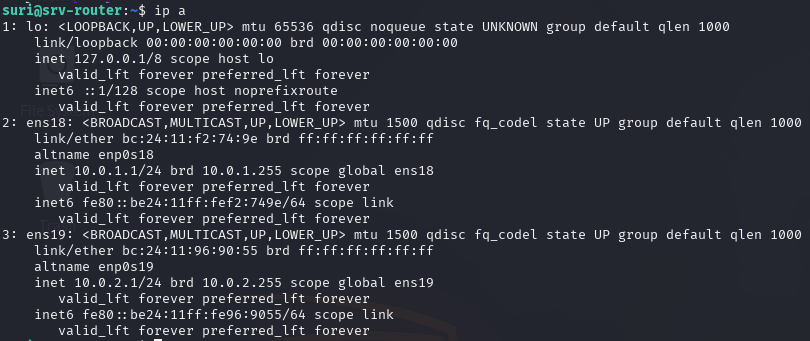 suri@srv-router:~$ ip a
1: lo: <LOOPBACK,UP,LOWER_UP> mtu 65536 qdisc noqueue state UNKNOWN group default qlen 1000
    link/loopback 00:00:00:00:00:00 brd 00:00:00:00:00:00
    inet 127.0.0.1/8 scope host lo
       valid_lft forever preferred_lft forever
    inet6 ::1/128 scope host noprefixroute
       valid_lft forever preferred_lft forever
2: ens18: <BROADCAST,MULTICAST,UP,LOWER_UP> mtu 1500 qdisc fq_codel state UP group default qlen 1000
    link/ether bc:24:11:f2:74:9e brd ff:ff:ff:ff:ff:ff
    altname enp0s18
    inet 10.0.1.1/24 brd 10.0.1.255 scope global ens18
       valid_lft forever preferred_lft forever
    inet6 fe80::be24:11ff:fef2:749e/64 scope link
       valid_lft forever preferred_lft forever
3: ens19: <BROADCAST,MULTICAST,UP,LOWER_UP> mtu 1500 qdisc fq_codel state UP group default qlen 1000
    link/ether bc:24:11:96:90:55 brd ff:ff:ff:ff:ff:ff
    altname enp0s19
    inet 10.0.2.1/24 brd 10.0.2.255 scope global ens19
       valid_lft forever preferred_lft forever
    inet6 fe80::be24:11ff:fe96:9055/64 scope link
       valid_lft forever preferred_lft forever